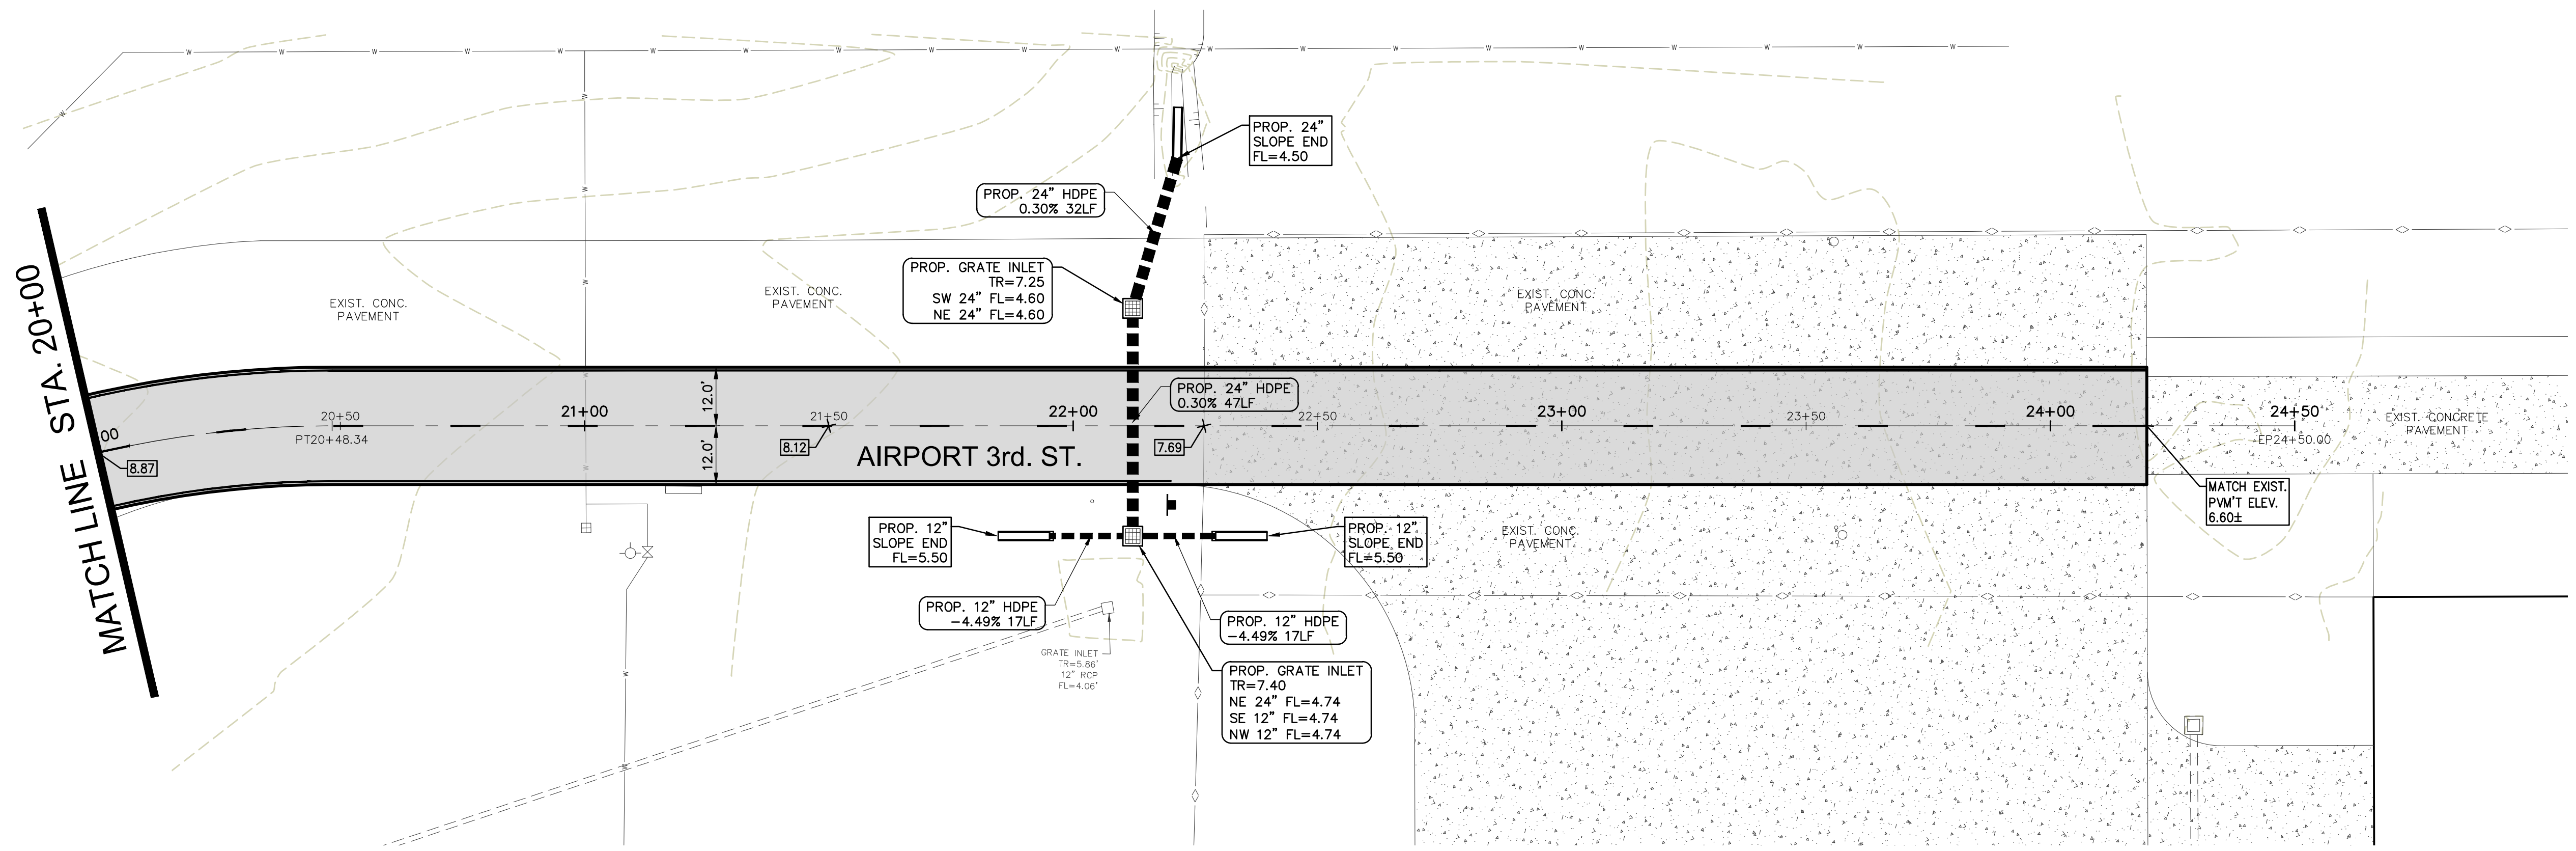 PROP. 24"
SLOPE END
FL=4.50
PROP. 24" HDPE
0.30% 32LF
PROP. GRATE INLET
TR=7.25
SW 24" FL=4.60
NE 24" FL=4.60
MATCH LINE STA. 20+00
EXIST. CONC.
PAVEMENT
EXIST. CONC.
PAVEMENT
EXIST. CONC.
PAVEMENT
12.0'
12.0'
PROP. 24" HDPE
0.30% 47LF
00
20+50
21+00
21+50
22+00
22+50
23+00
23+50
24+00
24+50
PT20+48.34
EP24+50.00
EXIST. CONCRETE
PAVEMENT
8.87
8.12
AIRPORT 3rd. ST.
7.69
MATCH EXIST.
PVM'T ELEV.
6.60±
PROP. 12"
SLOPE END
FL=5.50
PROP. 12"
SLOPE END
FL=5.50
EXIST. CONC.
PAVEMENT
PROP. 12" HDPE
-4.49% 17LF
PROP. 12" HDPE
-4.49% 17LF
GRATE INLET
TR=5.86'
12" RCP
FL=4.06'
PROP. GRATE INLET
TR=7.40
NE 24" FL=4.74
SE 12" FL=4.74
NW 12" FL=4.74